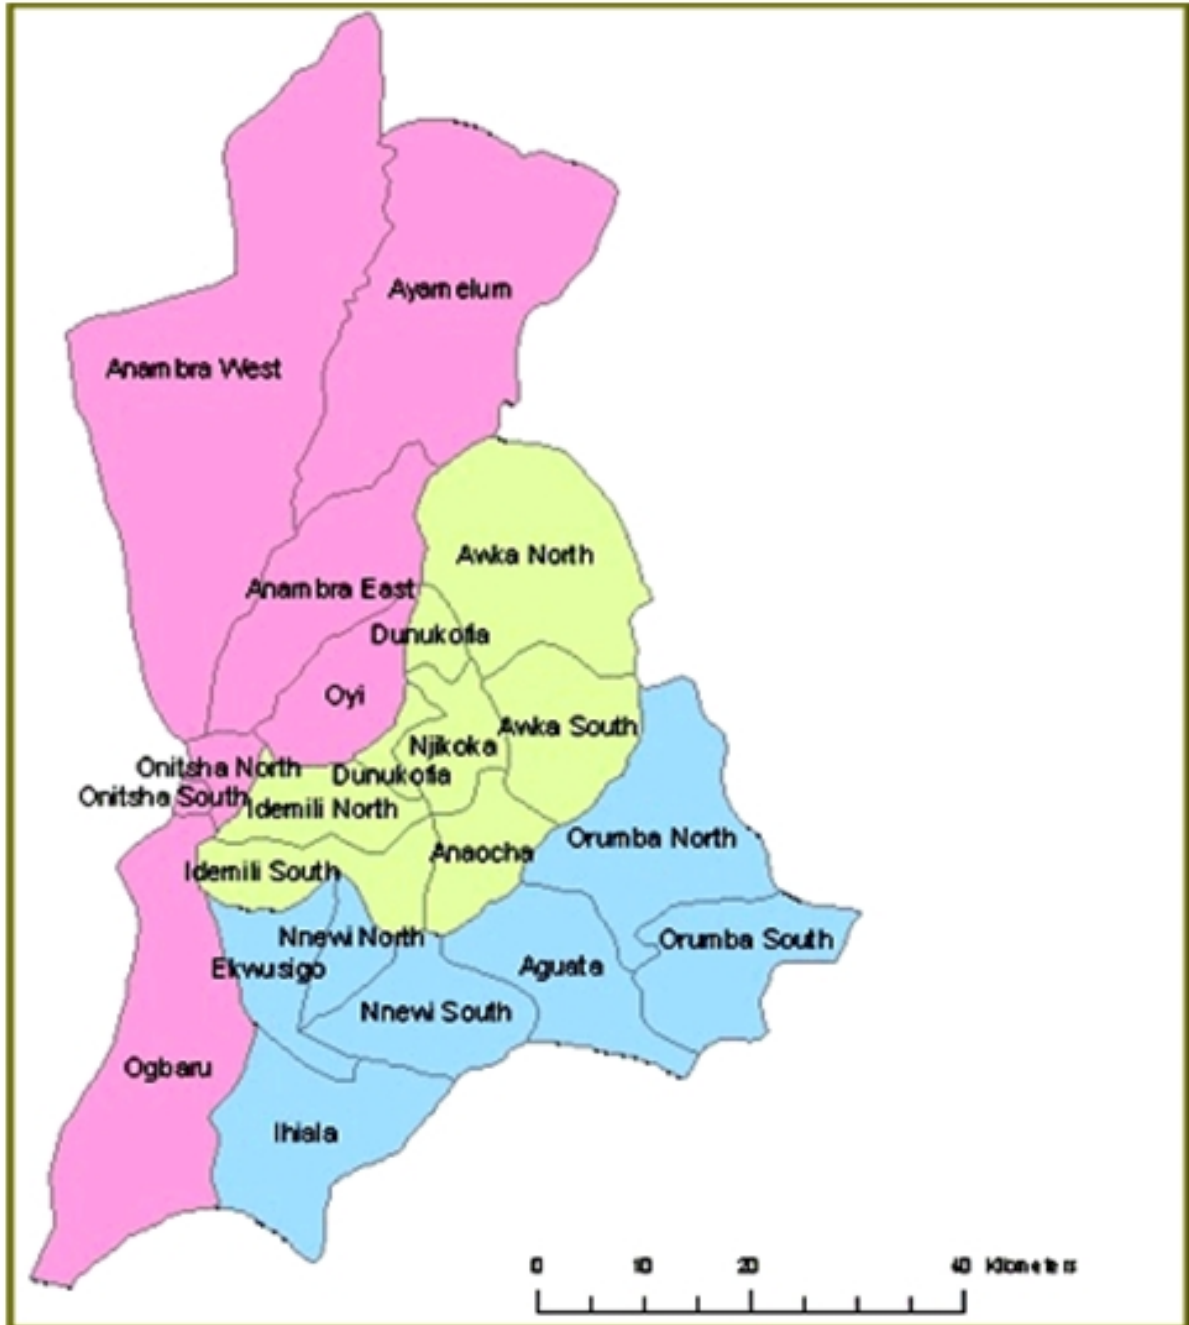 Ayamelum
Anambra West
Awka North
Anambra East
Dunukofia
Oyi
Awka South
Njikoka
Onitsha North
Dunukofia
Onitsha South
Idemili North
Orumba North
Anaocha
Idemili South
Nnewi North
Orumba South
Ekwusigo
Aguata
Nnewi South
Ogbaru
Ihiala
0 10 20 40 Kilometers